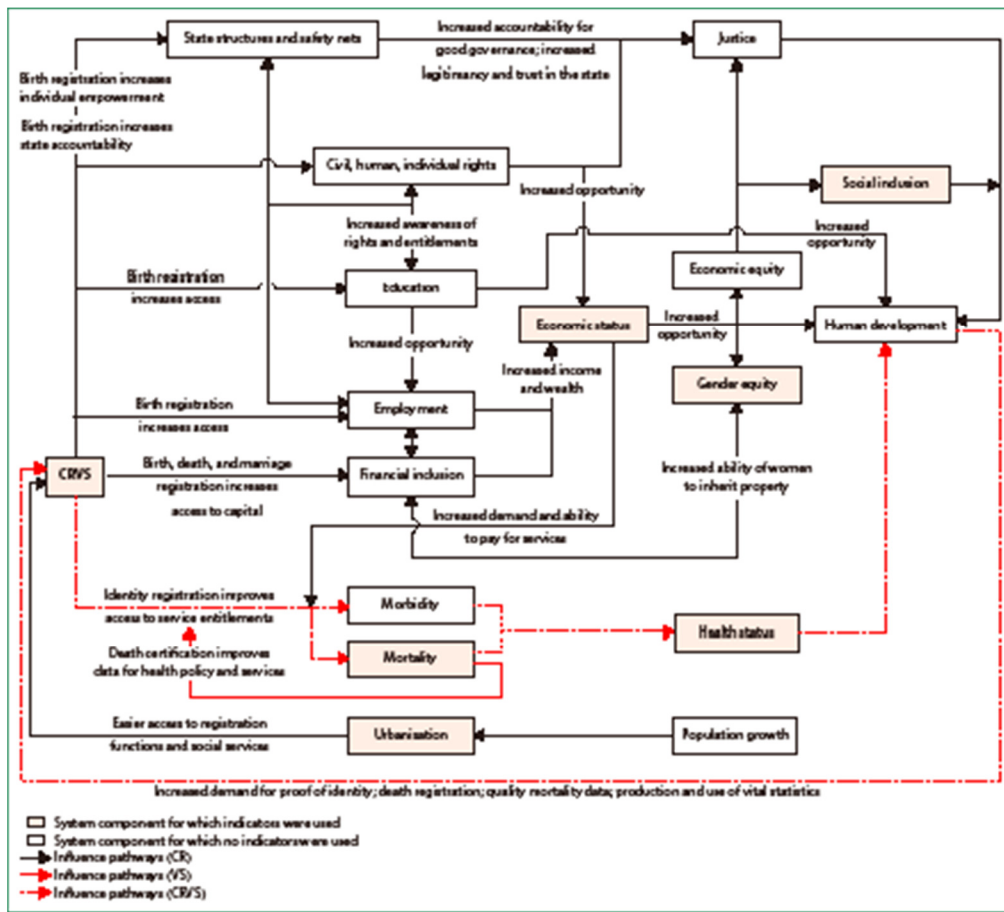 State structures and safety nets
Increased accountability for
good governance; increased
legitimancy and trust in the state
Justice
Birth registration increases
individual empowerment
Birth registration increases
state accountability
Civil, human, individual rights
Increased opportunity
Social inclusion
Increased awareness of
rights and entitlements
Increased
opportunity
Birth registration
increases access
Education
Economic equity
Economic status
Increased
opportunity
Human development
Increased opportunity
Increased income
and wealth
Gender equity
Birth registration
increases access
Employment
CRVS
Birth, death, and marriage
registration increases
access to capital
Financial inclusion
Increased ability of women
to inherit property
Increased demand and ability
to pay for services
Identity registration improves
access to service entitlements
Morbidity
Health status
Death certification improves
data for health policy and services
Mortality
Easier access to registration
functions and social services
Urbanisation
Population growth
Increased demand for proof of identity; death registration; quality mortality data; production and use of vital statistics
System component for which indicators were used
System component for which no indicators were used
Influence pathways (CR)
Influence pathways (VS)
Influence pathways (CRVS)